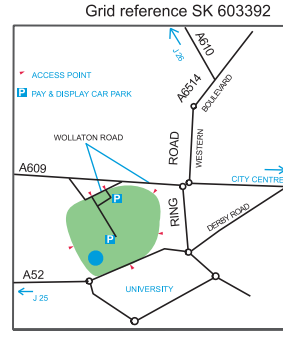 Grid reference SK 603392
A610
J 26
ACCESS POINT
A6514
BOULEVARD
P PAY & DISPLAY CAR PARK
WOLLATON ROAD
ROAD
WESTERN
A609
CITY CENTRE
P
RING
DERBY ROAD
P
A52
UNIVERSITY
J 25